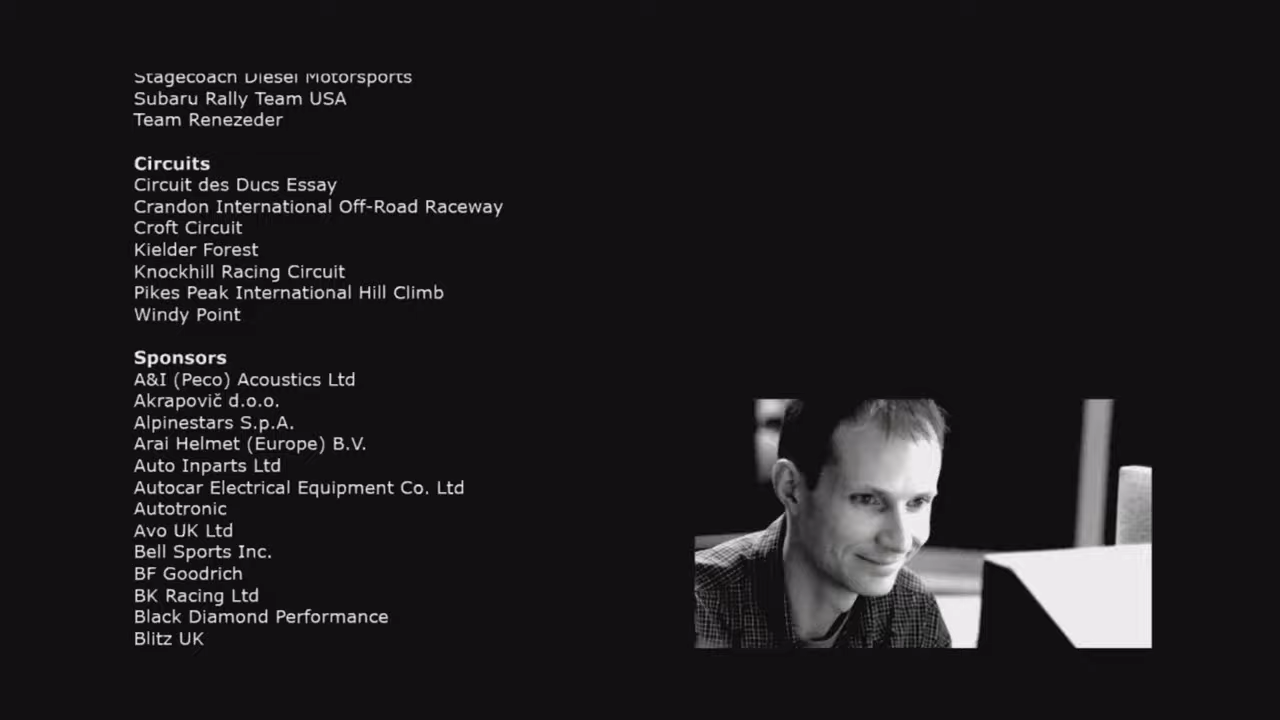 Stagecoach Diesel Motorsports
Subaru Rally Team USA
Team Renezeder
Circuits
Circuit des Ducs Essay
Crandon International Off-Road Raceway
Croft Circuit
Kielder Forest
Knockhill Racing Circuit
Pikes Peak International Hill Climb
Windy Point
Sponsors
A&I (Peco) Acoustics Ltd
Akrapovič d.o.o.
Alpinestars S.p.A.
Arai Helmet (Europe) B.V.
Auto Inparts Ltd
Autocar Electrical Equipment Co. Ltd
Autotronic
Avo UK Ltd
Bell Sports Inc.
BF Goodrich
BK Racing Ltd
Black Diamond Performance
Blitz UK